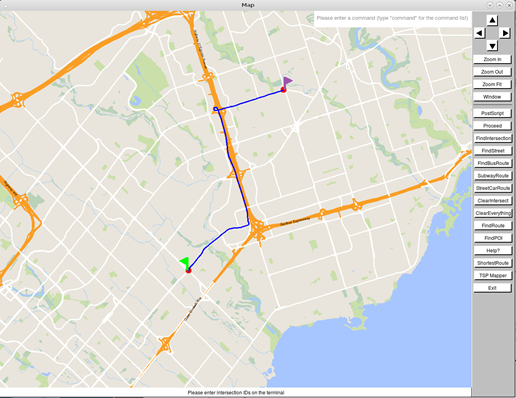 Map
Please enter a command (type "command" for the command list)
Zoom In
Zoom Out
Zoom Fit
Window
PostScript
Proceed
FindIntersection
FindStreet
FindBusRoute
SubwayRoute
StreetCarRoute
ClearIntersect
ClearEverything
FindRoute
FindPOI
Help?
ShortestRoute
TSP Mapper
Exit
Please enter intersection IDs on the terminal